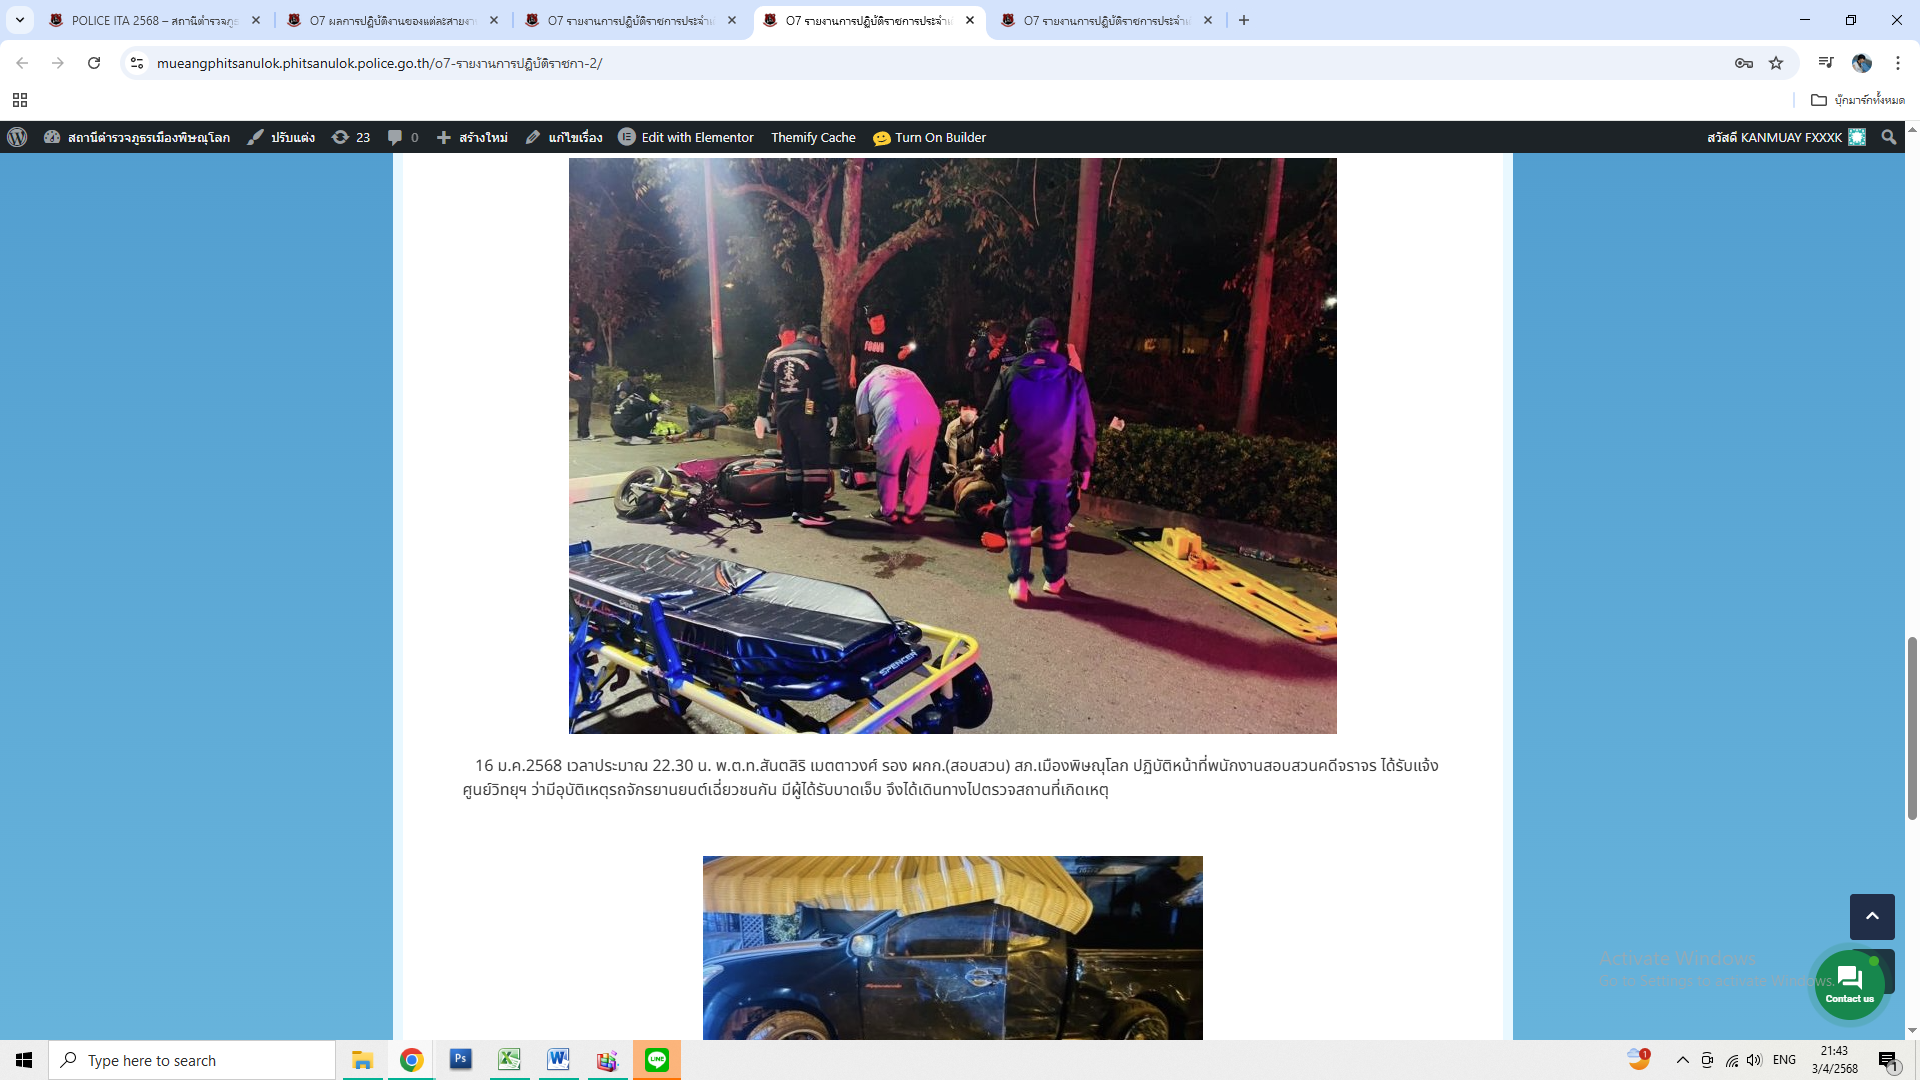 POLICE ITA 2568 – สถานีตำรวจภูธ
O7 ผลการปฏิบัติงานของแต่ละสายงา
O7 รายงานการปฏิบัติราชการประจำ
O7 รายงานการปฏิบัติราชการประจำ
O7 รายงานการปฏิบัติราชการประจำ
mueangphitsanulok.phitsanulok.police.go.th/o7-รายงานการปฏิบัติราชกา-2/
บุ๊กมาร์กทั้งหมด
สถานีตำรวจภูธรเมืองพิษณุโลก ปรับแต่ง 23 0 สร้างใหม่ แก้ไขเรื่อง Edit with Elementor Themify Cache Turn On Builder สวัสดี KANMUAY FXXXK
SPENCER
16 ม.ค.2568 เวลาประมาณ 22.30 น. พ.ต.ท.สันตสิริ เมตตาวงศ์ รอง ผกก.(สอบสวน) สภ.เมืองพิษณุโลก ปฏิบัติหน้าที่พนักงานสอบสวนคดีจราจร ได้รับแจ้ง
ศูนย์วิทยุฯ ว่ามีอุบัติเหตุรถจักรยานยนต์เฉี่ยวชนกัน มีผู้ได้รับบาดเจ็บ จึงได้เดินทางไปตรวจสถานที่เกิดเหตุ
Activate Windows
Go to Settings to activate Windows.
Contact us
Type here to search
Ps
LINE
1
ENG
21:43
3/4/2568
1